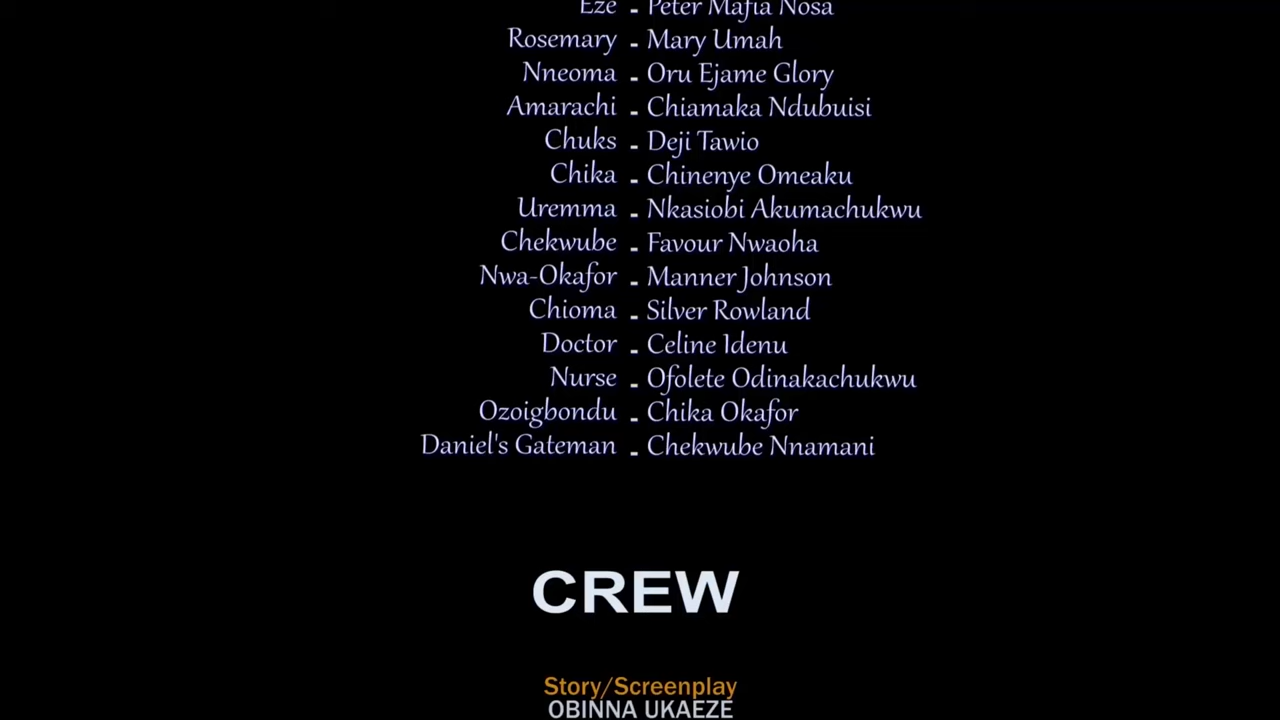 Eze - Peter Mafia Nosa
Rosemary - Mary Umah
Nneoma - Oru Ejame Glory
Amarachi - Chiamaka Ndubuisi
Chuks - Deji Tawio
Chika - Chinenye Omeaku
Uremma - Nkasiobi Akumachukwu
Chekwube - Favour Nwaoha
Nwa-Okafor - Manner Johnson
Chioma - Silver Rowland
Doctor - Celine Idenu
Nurse - Ofolete Odinakachukwu
Ozoigbondu - Chika Okafor
Daniel's Gateman - Chekwube Nnamani
CREW
Story/Screenplay
OBINNA UKAEZE